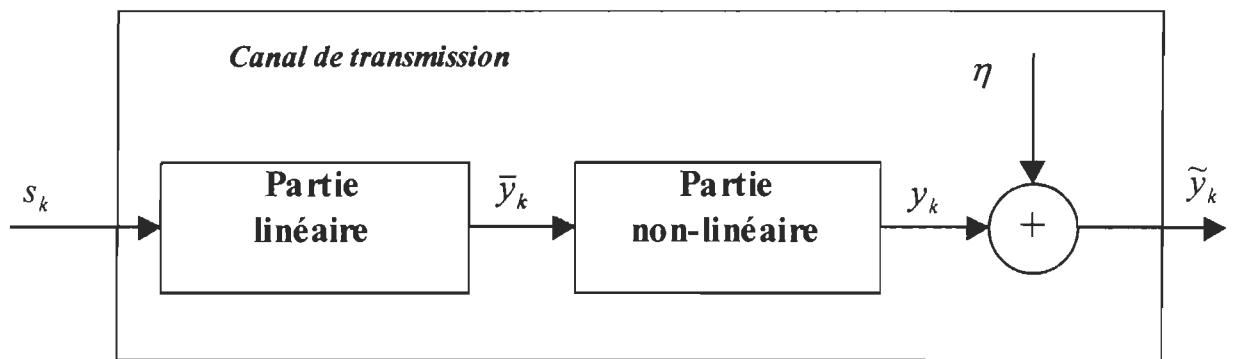 Canal de transmission
η
s_k
Partie
linéaire
ȳ_k
Partie
non-linéaire
y_k
+
ỹ_k